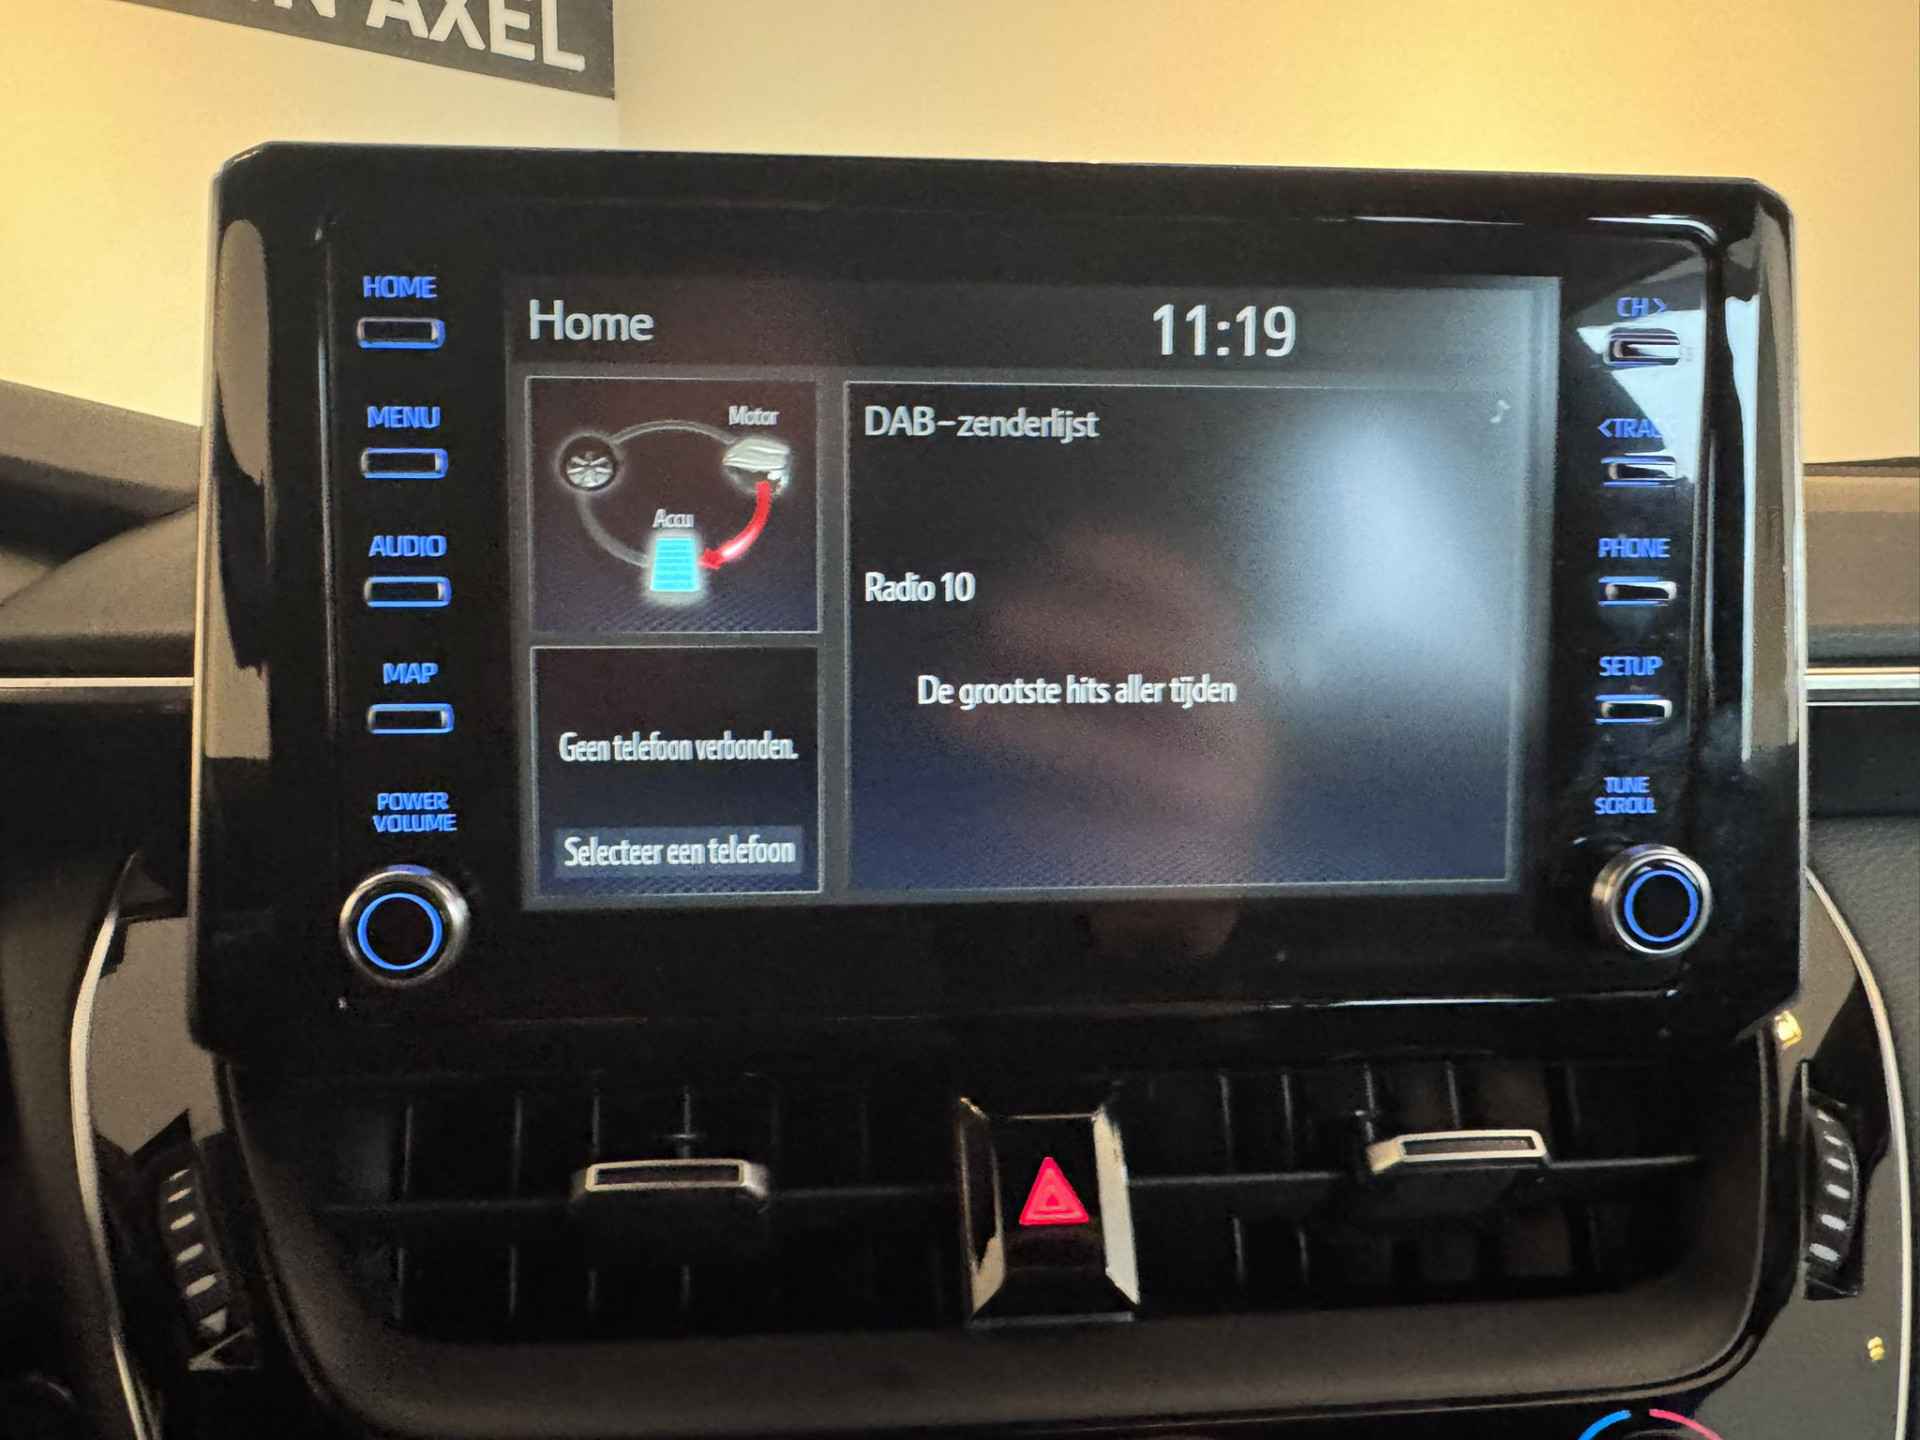 AXEL
HOME
MENU
AUDIO
MAP
POWER
VOLUME
Home
11:19
Motor
Accu
Geen telefoon verbonden.
Selecteer een telefoon
DAB-zenderlijst
Radio 10
De grootste hits aller tijden
CH >
PHONE
SETUP
TUNE
SCROLL